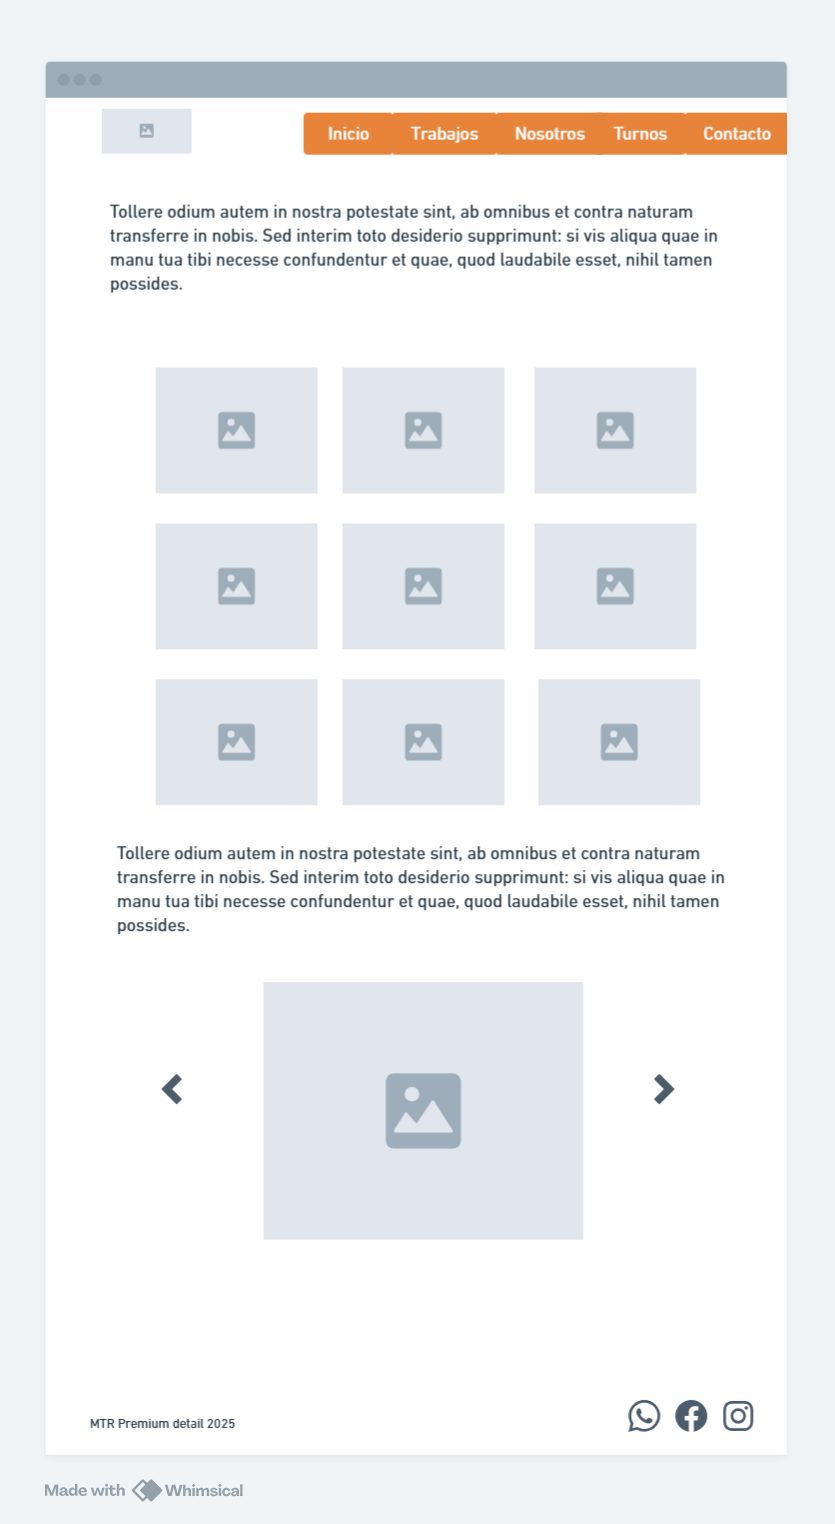 Inicio Trabajos Nosotros Turnos Contacto
Tollere odium autem in nostra potestate sint, ab omnibus et contra naturam
transferre in nobis. Sed interim toto desiderio supprimunt: si vis aliqua quae in
manu tua tibi necesse confundentur et quae, quod laudabile esset, nihil tamen
possides.
Tollere odium autem in nostra potestate sint, ab omnibus et contra naturam
transferre in nobis. Sed interim toto desiderio supprimunt: si vis aliqua quae in
manu tua tibi necesse confundentur et quae, quod laudabile esset, nihil tamen
possides.
MTR Premium detail 2025
Made with Whimsical